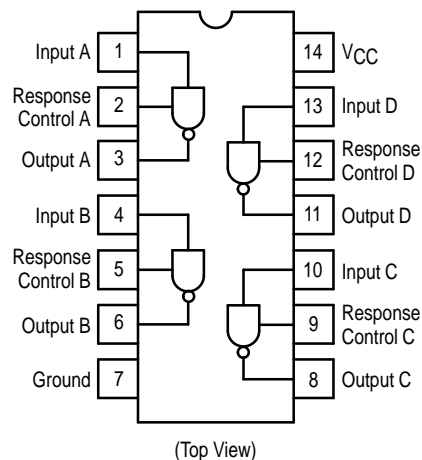 Input A 1
Response
Control A
2
Output A 3
Input B 4
Response
Control B
5
Output B 6
Ground 7
14 VCC
13 Input D
12 Response
Control D
11 Output D
10 Input C
9 Response
Control C
8 Output C
(Top View)